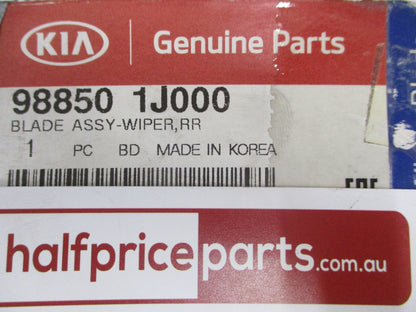 KIA Genuine Parts
98850 1J000
BLADE ASSY-WIPER,RR
1 PC BD MADE IN KOREA
halfpriceparts.com.au